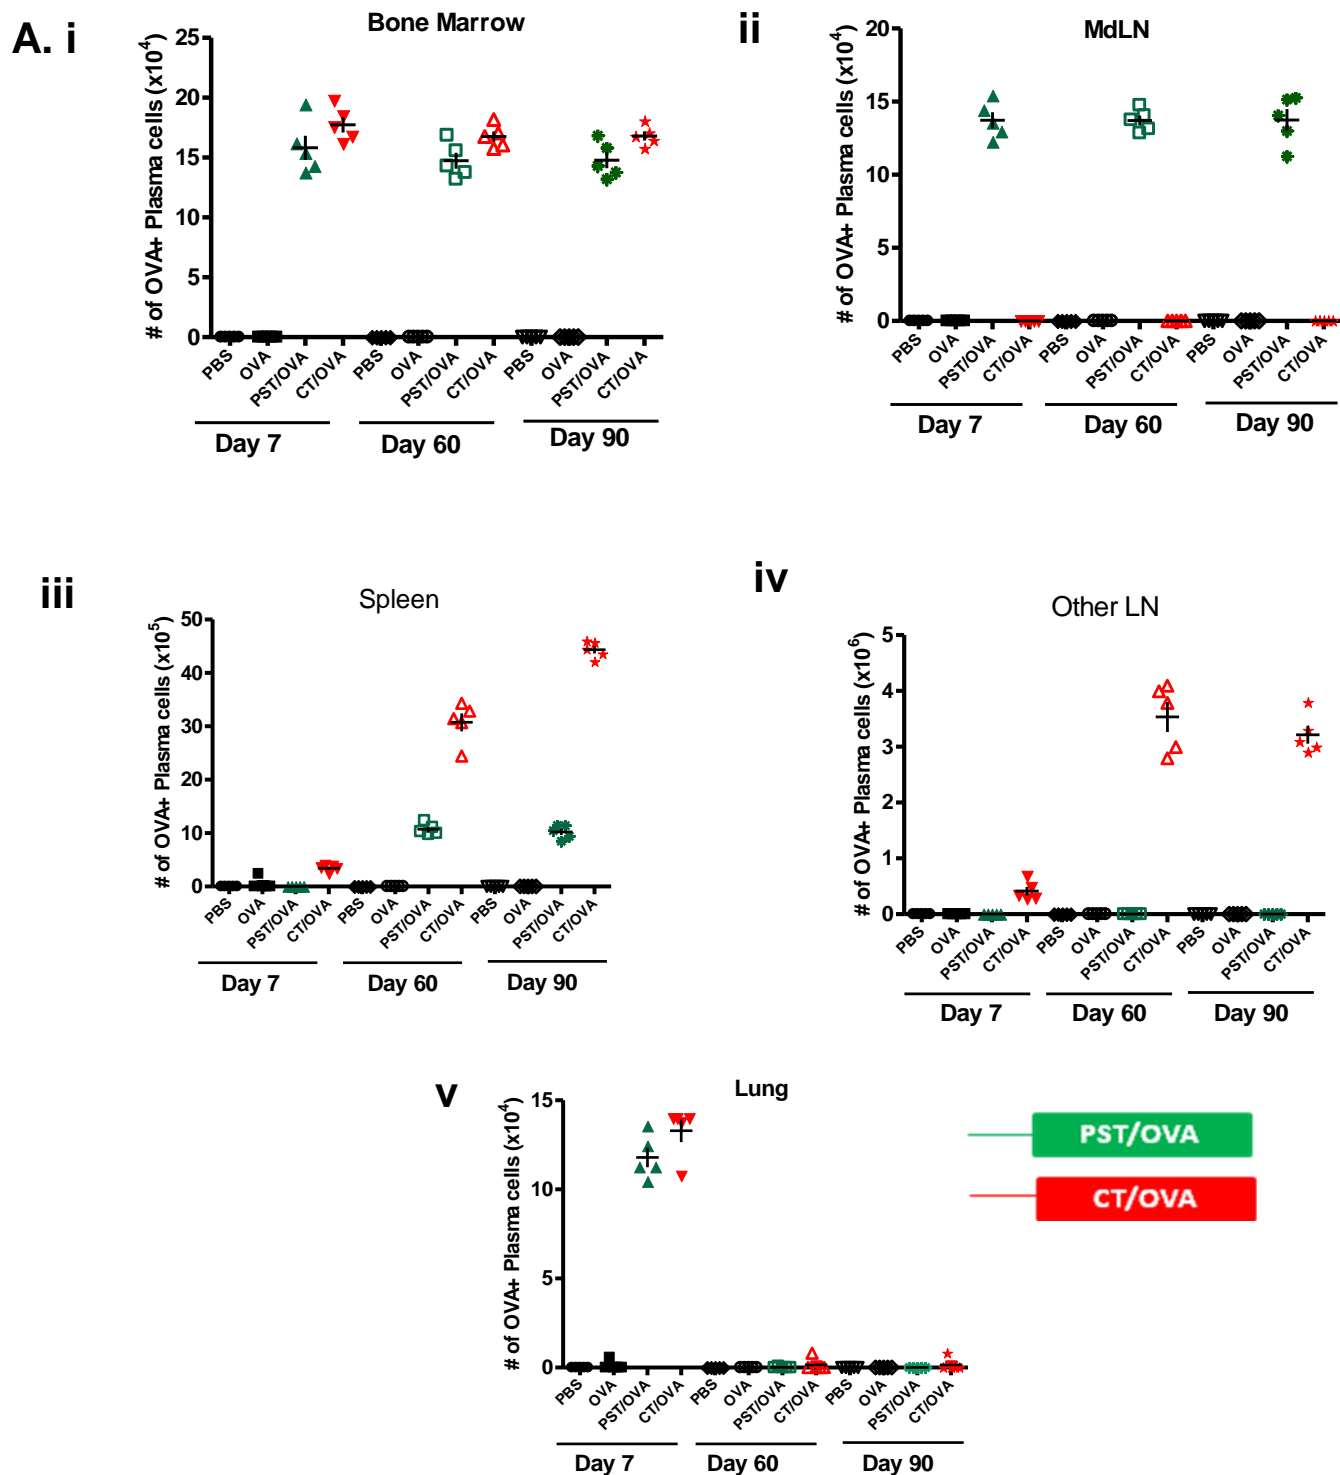 A. i
Bone Marrow
# of OVA+ Plasma cells (x10⁴)
25
20
15
10
5
0
PBS
OVA
PST/OVA
CT/OVA
PBS
OVA
PST/OVA
CT/OVA
PBS
OVA
PST/OVA
CT/OVA
Day 7
Day 60
Day 90
ii
MdLN
# of OVA+ Plasma cells (x10⁴)
20
15
10
5
0
PBS
OVA
PST/OVA
CT/OVA
PBS
OVA
PST/OVA
CT/OVA
PBS
OVA
PST/OVA
CT/OVA
Day 7
Day 60
Day 90
iii
Spleen
# of OVA+ Plasma cells (x10⁵)
50
40
30
20
10
0
PBS
OVA
PST/OVA
CT/OVA
PBS
OVA
PST/OVA
CT/OVA
PBS
OVA
PST/OVA
CT/OVA
Day 7
Day 60
Day 90
iv
Other LN
# of OVA+ Plasma cells (x10⁶)
5
4
3
2
1
0
PBS
OVA
PST/OVA
CT/OVA
PBS
OVA
PST/OVA
CT/OVA
PBS
OVA
PST/OVA
CT/OVA
Day 7
Day 60
Day 90
v
Lung
# of OVA+ Plasma cells (x10⁴)
15
10
5
0
PBS
OVA
PST/OVA
CT/OVA
PBS
OVA
PST/OVA
CT/OVA
PBS
OVA
PST/OVA
CT/OVA
Day 7
Day 60
Day 90
PST/OVA
CT/OVA